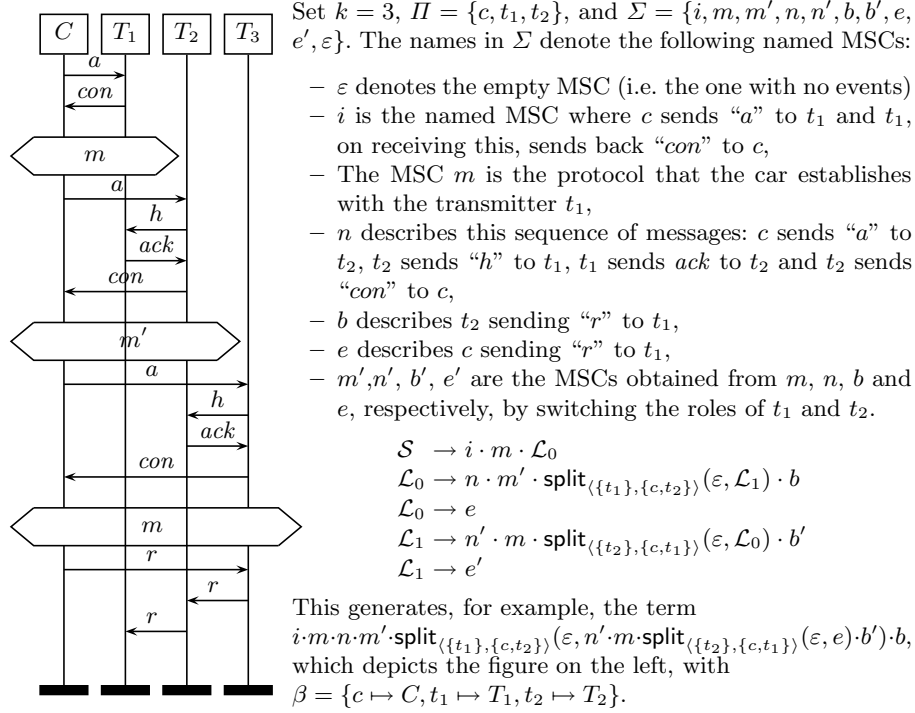 C T₁ T₂ T₃
a
con
m
a
h
ack
con
m′
a
h
ack
con
m
r
r
r
Set k = 3, Π = {c, t₁, t₂}, and Σ = {i, m, m′, n, n′, b, b′, e,
e′, ε}. The names in Σ denote the following named MSCs:
– ε denotes the empty MSC (i.e. the one with no events)
– i is the named MSC where c sends “a” to t₁ and t₁,
on receiving this, sends back “con” to c,
– The MSC m is the protocol that the car establishes
with the transmitter t₁,
– n describes this sequence of messages: c sends “a” to
t₂, t₂ sends “h” to t₁, t₁ sends ack to t₂ and t₂ sends
“con” to c,
– b describes t₂ sending “r” to t₁,
– e describes c sending “r” to t₁,
– m′,n′, b′, e′ are the MSCs obtained from m, n, b and
e, respectively, by switching the roles of t₁ and t₂.
𝒮 → i · m · ℒ₀
ℒ₀ → n · m′ · split⟨{t₁},{c,t₂}⟩(ε, ℒ₁) · b
ℒ₀ → e
ℒ₁ → n′ · m · split⟨{t₂},{c,t₁}⟩(ε, ℒ₀) · b′
ℒ₁ → e′
This generates, for example, the term
i·m·n·m′·split⟨{t₁},{c,t₂}⟩(ε, n′·m·split⟨{t₂},{c,t₁}⟩(ε, e)·b′)·b,
which depicts the figure on the left, with
β = {c ↦ C, t₁ ↦ T₁, t₂ ↦ T₂}.